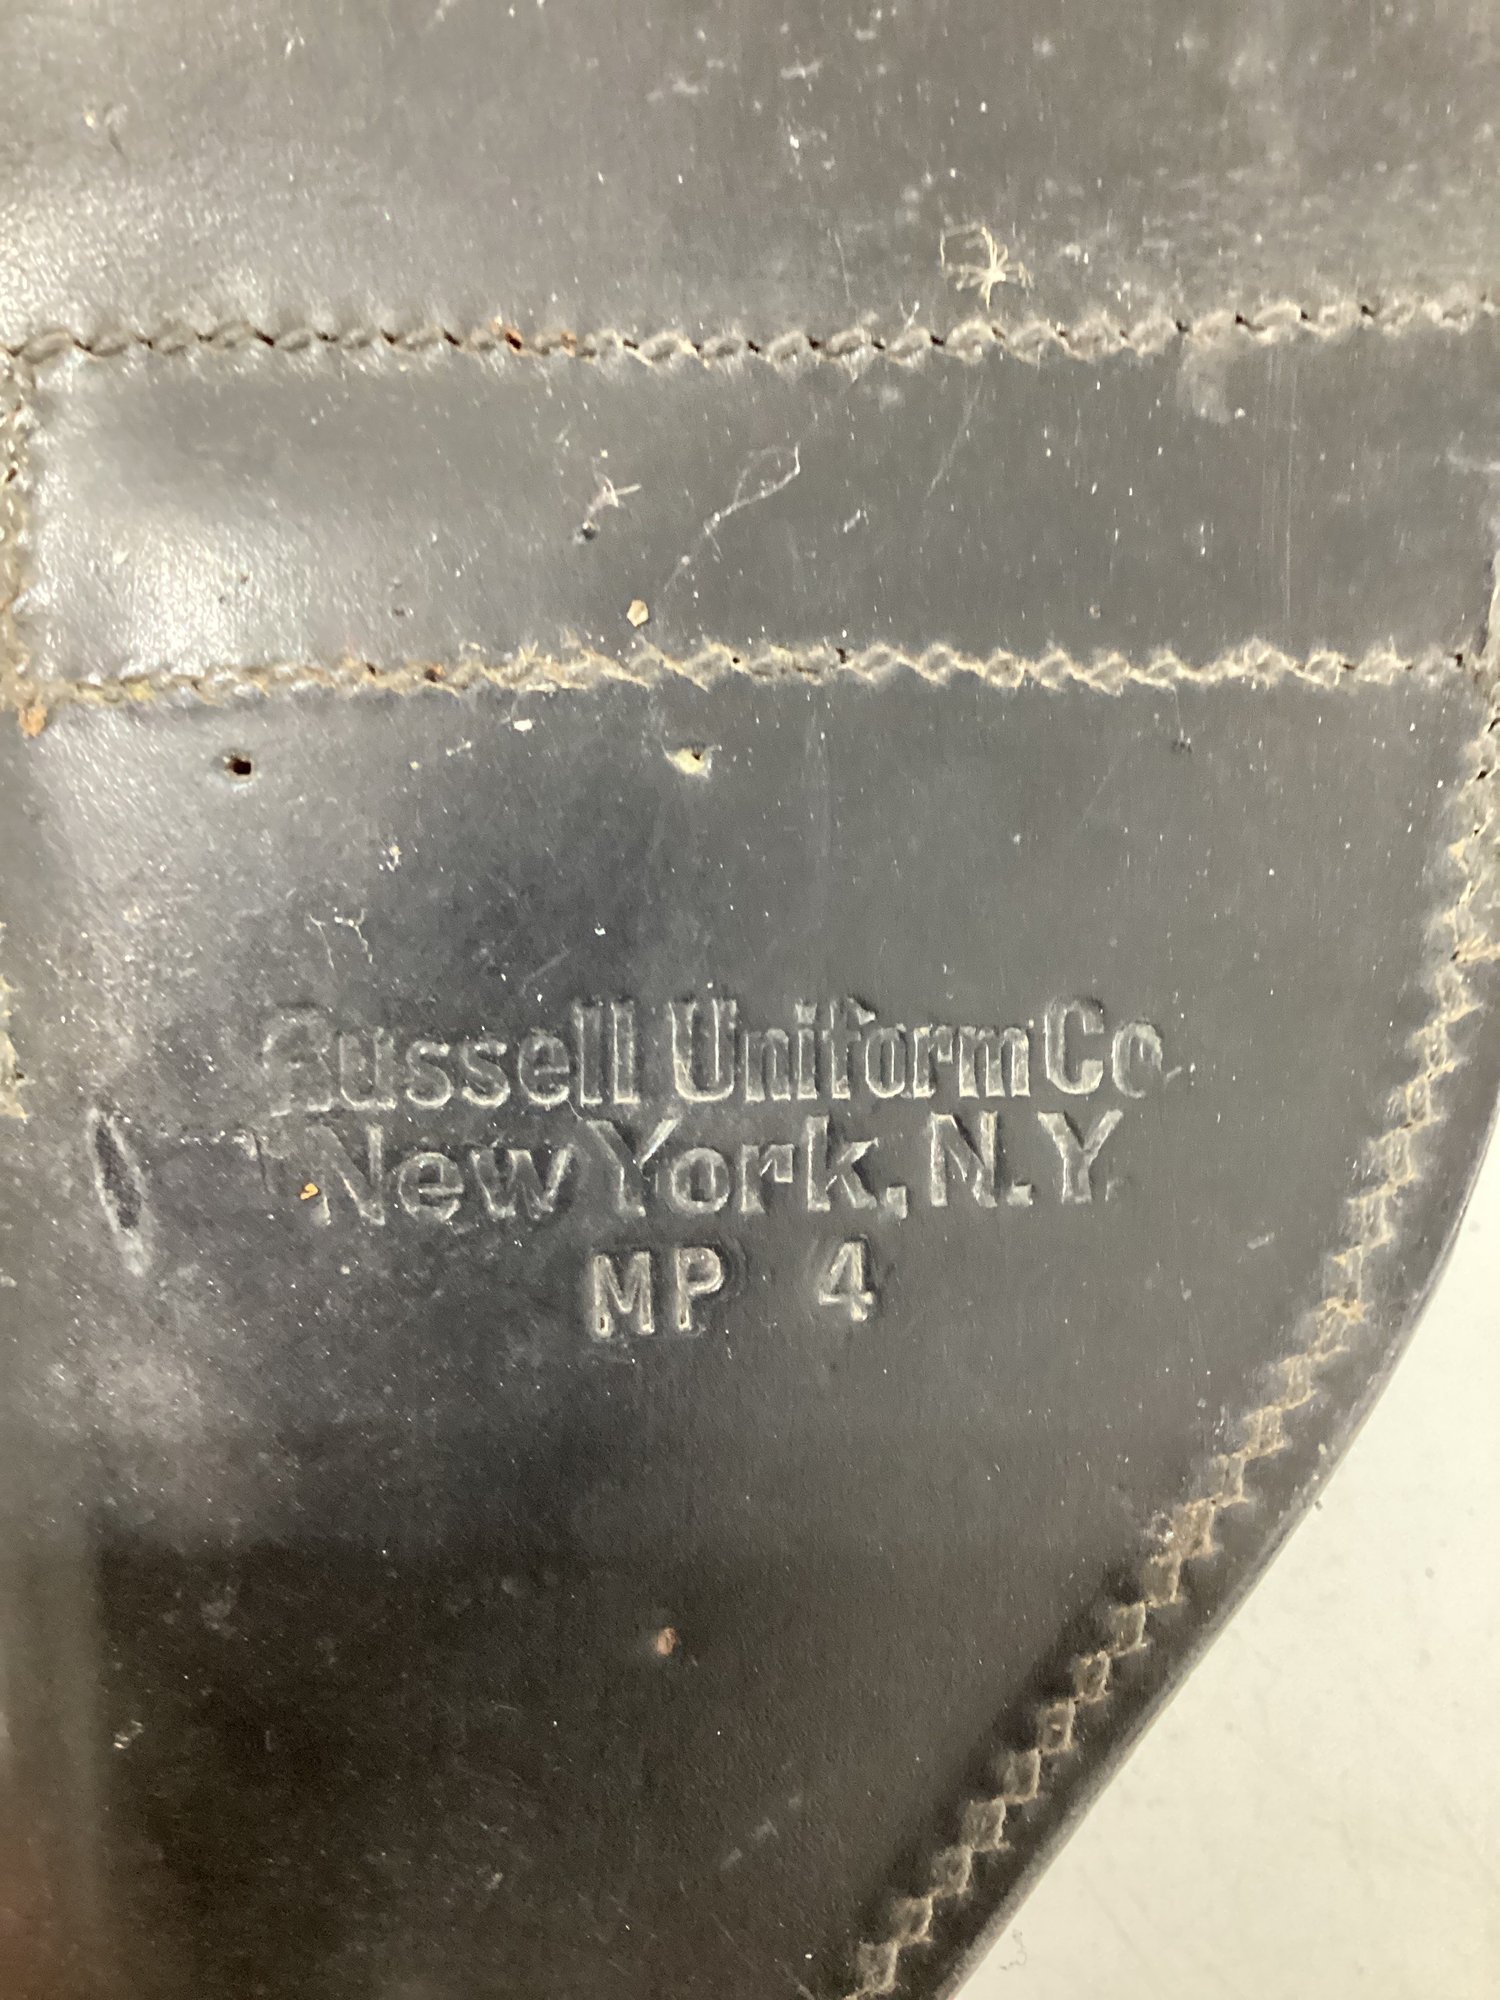 Russell Uniform Co.
New York, N.Y.
MP 4